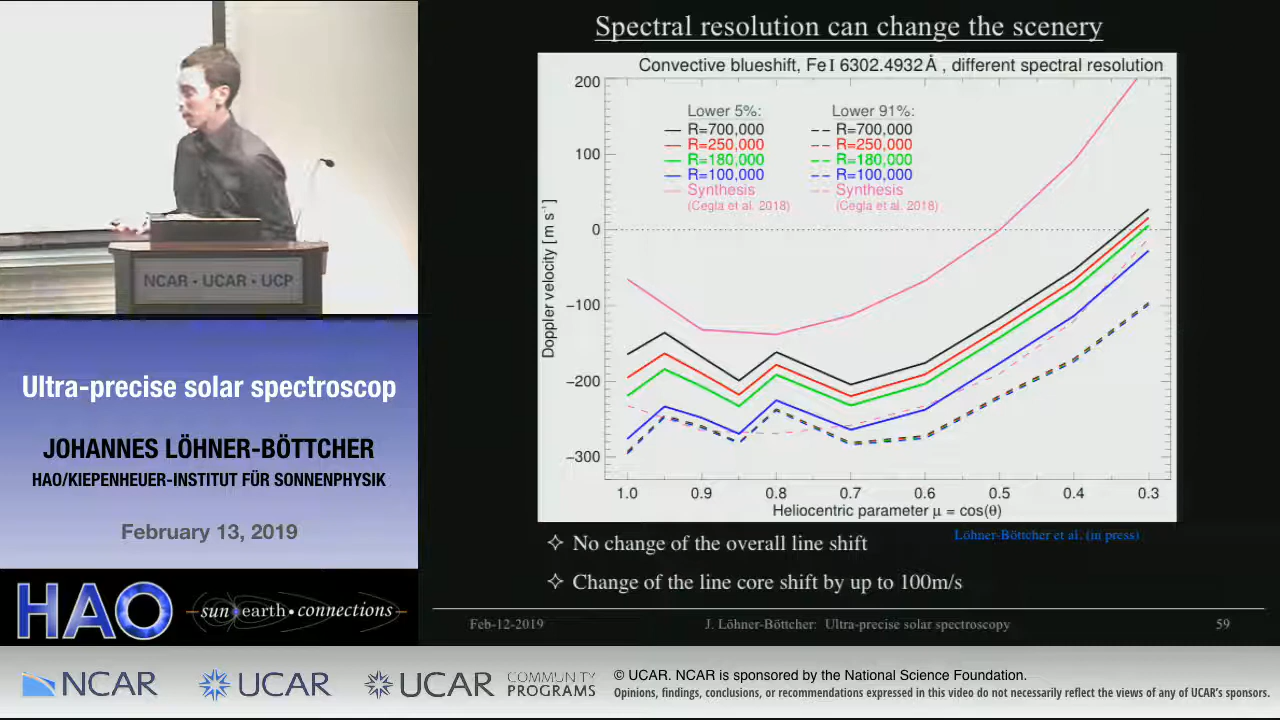 Spectral resolution can change the scenery
Convective blueshift, Fe I 6302.4932Å , different spectral resolution
Lower 5%:
R=700,000
R=250,000
R=180,000
R=100,000
Synthesis
(Cegla et al. 2018)
Lower 91%:
R=700,000
R=250,000
R=180,000
R=100,000
Synthesis
(Cegla et al. 2018)
Doppler velocity [m s⁻¹]
200
100
0
−100
−200
−300
1.0 0.9 0.8 0.7 0.6 0.5 0.4 0.3
Heliocentric parameter μ = cos(θ)
Löhner-Böttcher et al. (in press)
✧ No change of the overall line shift
✧ Change of the line core shift by up to 100m/s
Feb-12-2019 J. Löhner-Böttcher: Ultra-precise solar spectroscopy 59
NCAR • UCAR • UCP
Ultra-precise solar spectroscop
JOHANNES LÖHNER-BÖTTCHER
HAO/KIEPENHEUER-INSTITUT FÜR SONNENPHYSIK
February 13, 2019
HAO
sun earth • connections
NCAR
UCAR
UCAR
COMMUNITY
PROGRAMS
© UCAR. NCAR is sponsored by the National Science Foundation.
Opinions, findings, conclusions, or recommendations expressed in this video do not necessarily reflect the views of any of UCAR's sponsors.